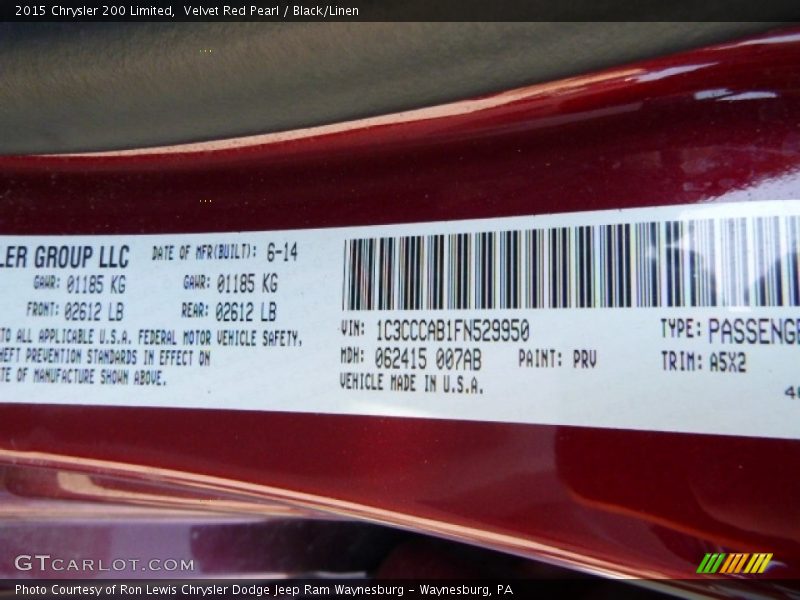 2015 Chrysler 200 Limited,  Velvet Red Pearl / Black/Linen
LER GROUP LLC
DATE OF MFR(BUILT): 6-14
GAWR: 01185 KG
GAWR: 01185 KG
FRONT: 02612 LB
REAR: 02612 LB
TO ALL APPLICABLE U.S.A. FEDERAL MOTOR VEHICLE SAFETY,
HEFT PREVENTION STANDARDS IN EFFECT ON
TE OF MANUFACTURE SHOWN ABOVE.
VIN: 1C3CCCAB1FN529950
TYPE: PASSENGE
MDH: 062415 007AB
PAINT: PRV
TRIM: A5X2
VEHICLE MADE IN U.S.A.
GTCARLOT.COM
Photo Courtesy of Ron Lewis Chrysler Dodge Jeep Ram Waynesburg - Waynesburg, PA